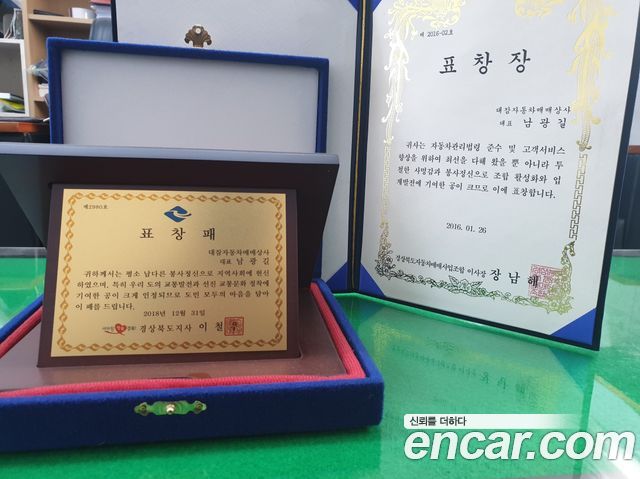 제2980호
표창패
대참자동차매매상사
대표 남광길
귀하께서는 평소 남다른 봉사정신으로 지역사회에 헌신
하였으며, 특히 우리 도의 교통발전과 선진 교통문화 정착에
기여한 공이 크게 인정되므로 도민 모두의 마음을 담아
이 패를 드립니다.
2018년 12월 31일
경상북도지사 이철
제 2016-02호
표창장
대참자동차매매상사
대표 남광길
귀사는 자동차관리법령 준수 및 고객서비스
향상을 위하여 최선을 다해 왔을 뿐 아니라 투
철한 사명감과 봉사정신으로 조합 활성화와 업
계발전에 기여한 공이 크므로 이에 표창합니다.
2016. 01. 26
경상북도자동차매매사업조합 이사장 장남해
신뢰를 더하다
encar.com